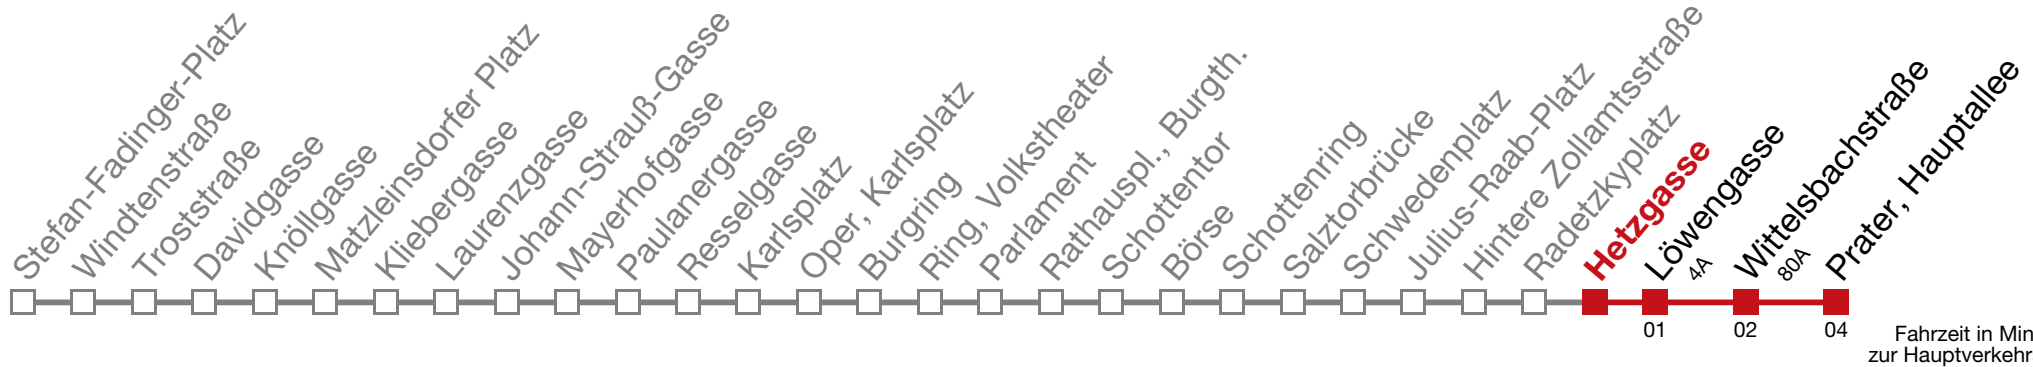 Stefan-Fadinger-Platz
Windtenstraße
Troststraße
Davidgasse
Knöllgasse
Matzleinsdorfer Platz
Kliebergasse
Laurenzgasse
Johann-Strauß-Gasse
Mayerhofgasse
Paulanergasse
Resselgasse
Karlsplatz
Oper, Karlsplatz
Burgring
Ring, Volkstheater
Parlament
Rathauspl., Burgth.
Schottentor
Börse
Schottenring
Salztorbrücke
Schwedenplatz
Julius-Raab-Platz
Hintere Zollamtsstraße
Radetzkyplatz
Hetzgasse
Löwengasse
4A
Wittelsbachstraße
80A
Prater, Hauptallee
01 02 04
Fahrzeit in Min
zur Hauptverkehr